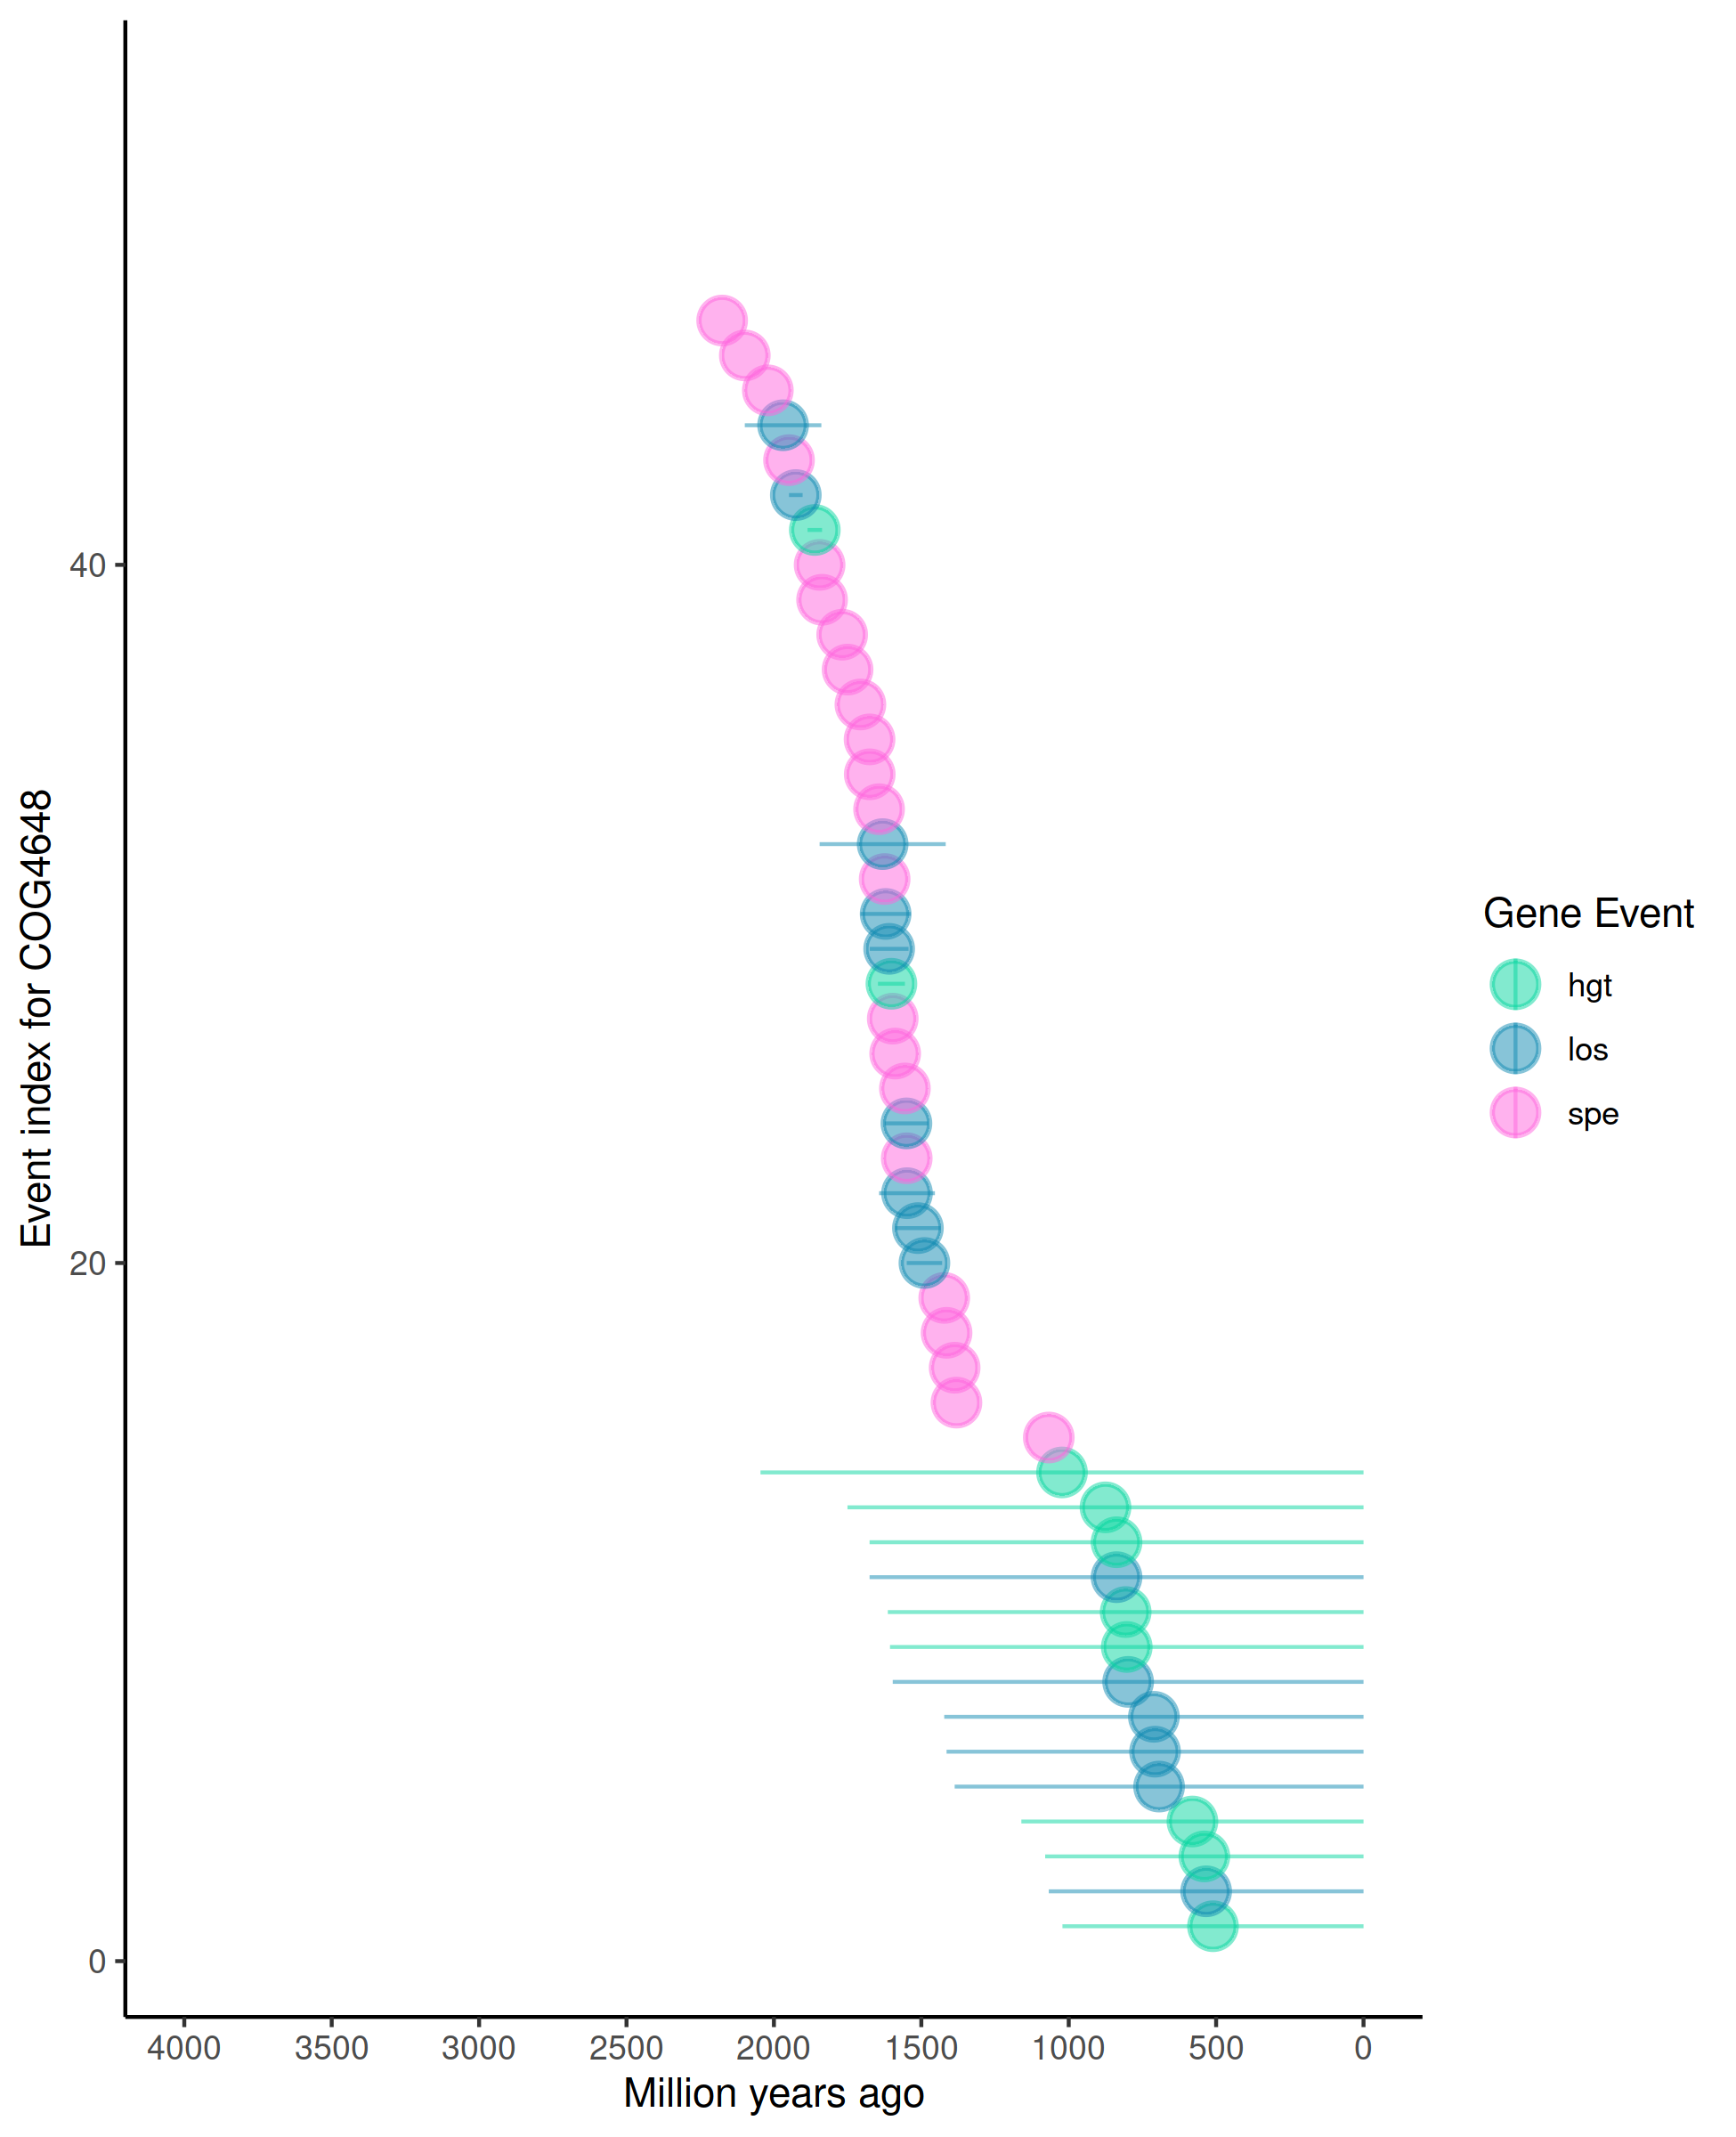 Event index for COG4648
40
20
0
4000 3500 3000 2500 2000 1500 1000 500 0
Million years ago
Gene Event
hgt
los
spe